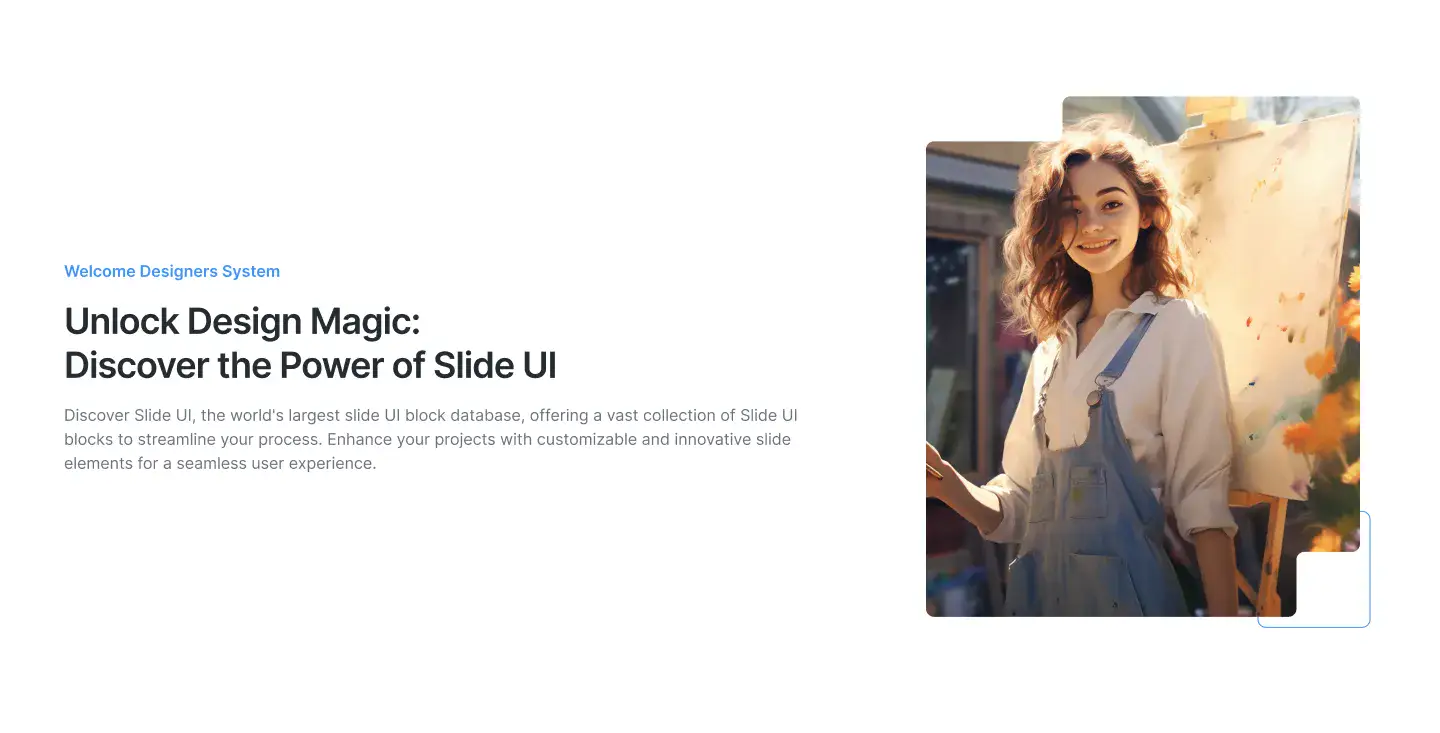 Welcome Designers System
Unlock Design Magic:
Discover the Power of Slide UI
Discover Slide UI, the world's largest slide UI block database, offering a vast collection of Slide UI
blocks to streamline your process. Enhance your projects with customizable and innovative slide
elements for a seamless user experience.